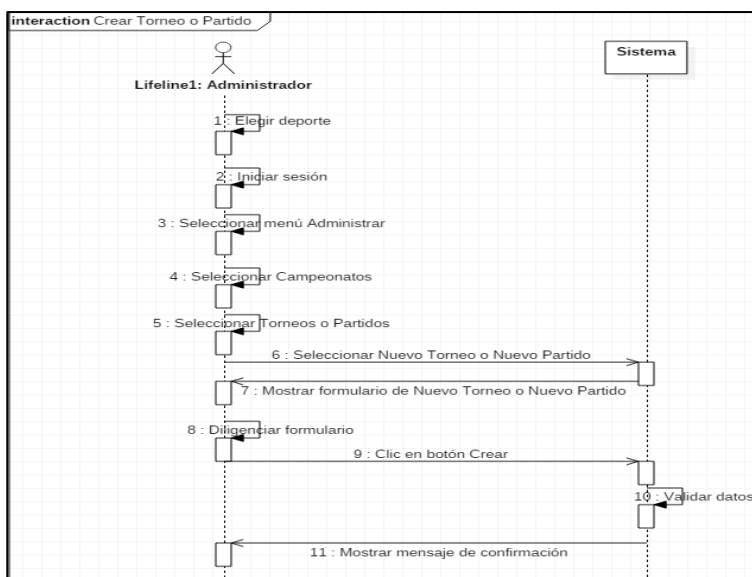 interaction Crear Torneo o Partido
Sistema
Lifeline1: Administrador
1 : Elegir deporte
2 : Iniciar sesión
3 : Seleccionar menú Administrar
4 : Seleccionar Campeonatos
5 : Seleccionar Torneos o Partidos
6 : Seleccionar Nuevo Torneo o Nuevo Partido
7 : Mostrar formulario de Nuevo Torneo o Nuevo Partido
8 : Diligenciar formulario
9 : Clic en botón Crear
10 : Validar datos
11 : Mostrar mensaje de confirmación